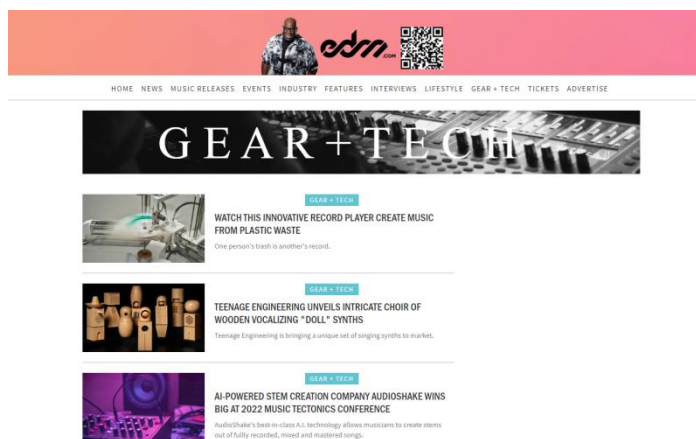 edm.com
HOME NEWS MUSIC RELEASES EVENTS INDUSTRY FEATURES INTERVIEWS LIFESTYLE GEAR + TECH TICKETS ADVERTISE
GEAR+TECH
GEAR + TECH
WATCH THIS INNOVATIVE RECORD PLAYER CREATE MUSIC
FROM PLASTIC WASTE
One person's trash is another's record.
GEAR + TECH
TEENAGE ENGINEERING UNVEILS INTRICATE CHOIR OF
WOODEN VOCALIZING "DOLL" SYNTHS
Teenage Engineering is bringing a unique set of singing synths to market.
GEAR + TECH
AI-POWERED STEM CREATION COMPANY AUDIOSHAKE WINS
BIG AT 2022 MUSIC TECTONICS CONFERENCE
AudioShake's best-in-class A.I. technology allows musicians to create stems
out of fully recorded, mixed and mastered songs.